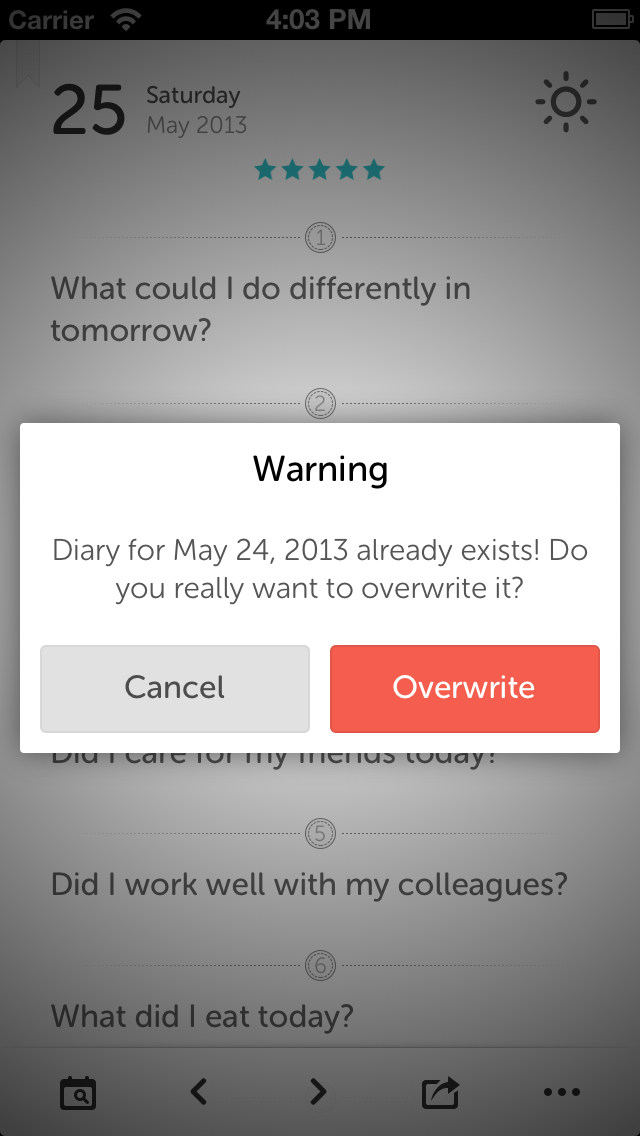 Carrier 4:03 PM
25 Saturday
May 2013
1
What could I do differently in
tomorrow?
2
Warning
Diary for May 24, 2013 already exists! Do
you really want to overwrite it?
Cancel Overwrite
Did I care for my friends today?
5
Did I work well with my colleagues?
6
What did I eat today?